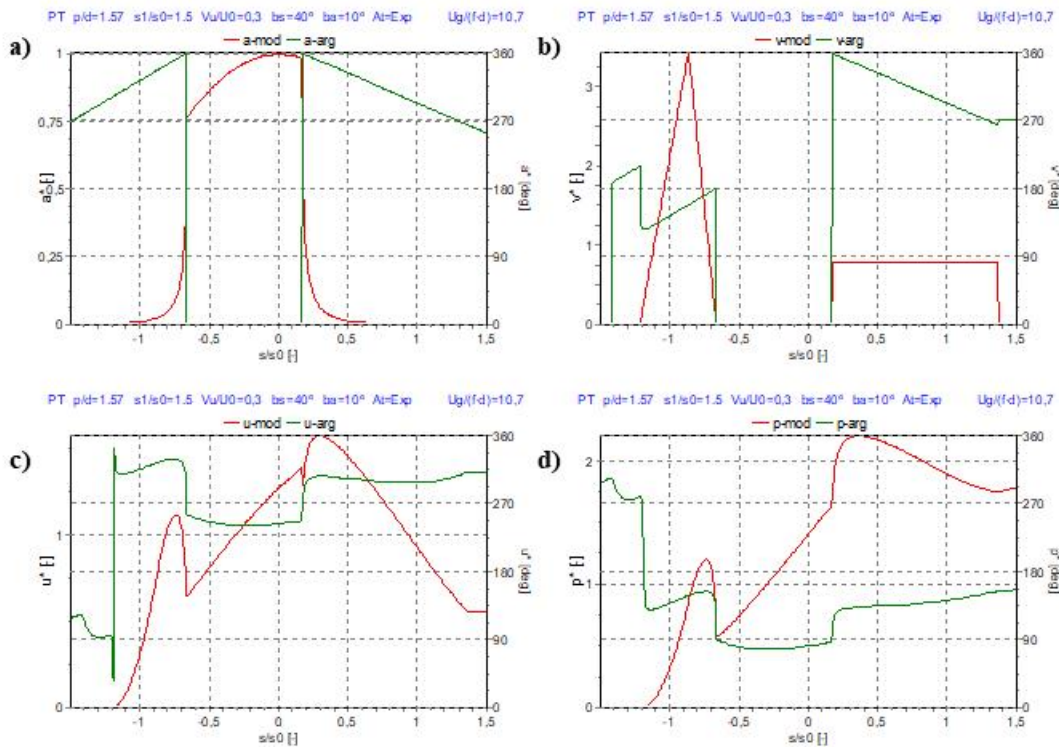 PT p/d=1.57 s1/s0=1.5 Vu/U0=0,3 bs=40° ba=10° At=Exp Ug/(f·d)=10,7
a)
a-mod a-arg
1
0,75
0,5
0,25
0
360
270
180
90
0
a* [-]
a* [deg]
-1 -0,5 0 0,5 1 1,5
s/s0 [-]
PT p/d=1.57 s1/s0=1.5 Vu/U0=0,3 bs=40° ba=10° At=Exp Ug/(f·d)=10,7
b)
v-mod v-arg
3
2
1
0
360
270
180
90
0
v* [-]
v* [deg]
-1 -0,5 0 0,5 1 1,5
s/s0 [-]
PT p/d=1.57 s1/s0=1.5 Vu/U0=0,3 bs=40° ba=10° At=Exp Ug/(f·d)=10,7
c)
u-mod u-arg
1
0
360
270
180
90
0
u* [-]
u* [deg]
-1 -0,5 0 0,5 1 1,5
s/s0 [-]
PT p/d=1.57 s1/s0=1.5 Vu/U0=0,3 bs=40° ba=10° At=Exp Ug/(f·d)=10,7
d)
p-mod p-arg
2
1
0
360
270
180
90
0
p* [-]
p* [deg]
-1 -0,5 0 0,5 1 1,5
s/s0 [-]